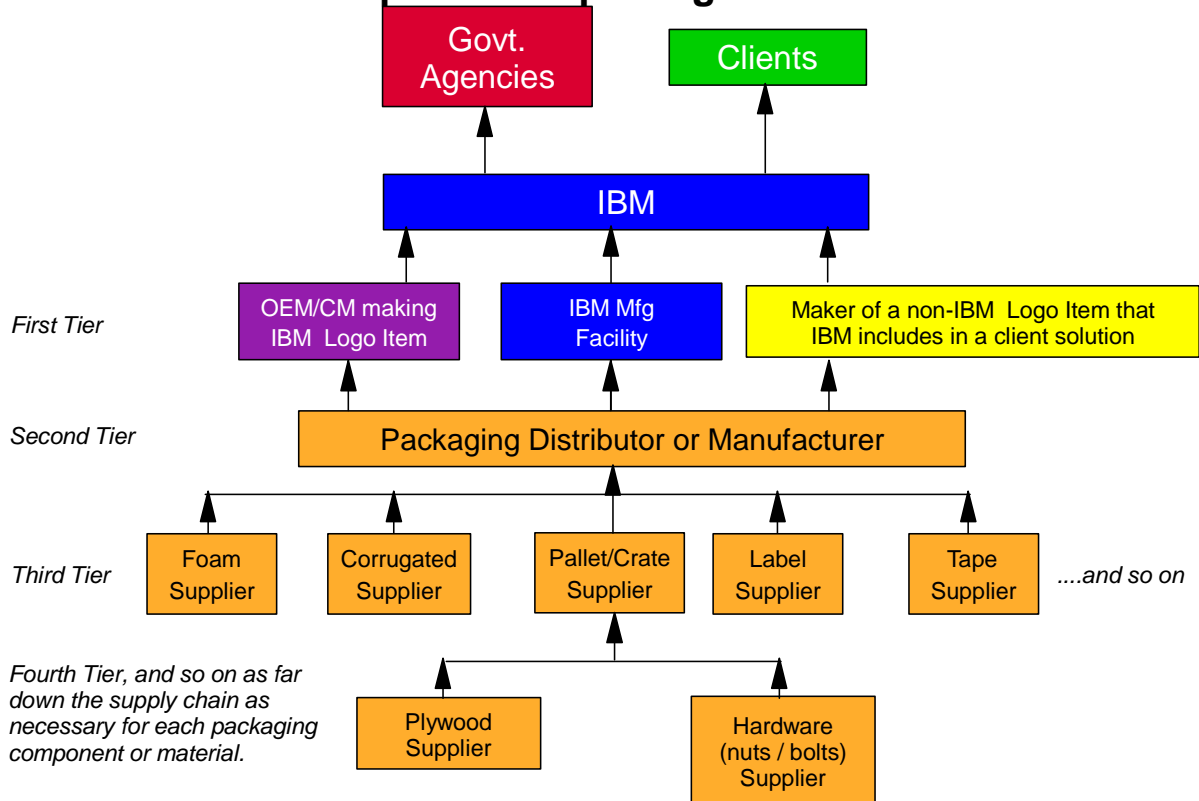 Govt.
Agencies
Clients
IBM
First Tier
OEM/CM making
IBM Logo Item
IBM Mfg
Facility
Maker of a non-IBM Logo Item that
IBM includes in a client solution
Second Tier
Packaging Distributor or Manufacturer
Third Tier
Foam
Supplier
Corrugated
Supplier
Pallet/Crate
Supplier
Label
Supplier
Tape
Supplier
....and so on
Fourth Tier, and so on as far
down the supply chain as
necessary for each packaging
component or material.
Plywood
Supplier
Hardware
(nuts / bolts)
Supplier